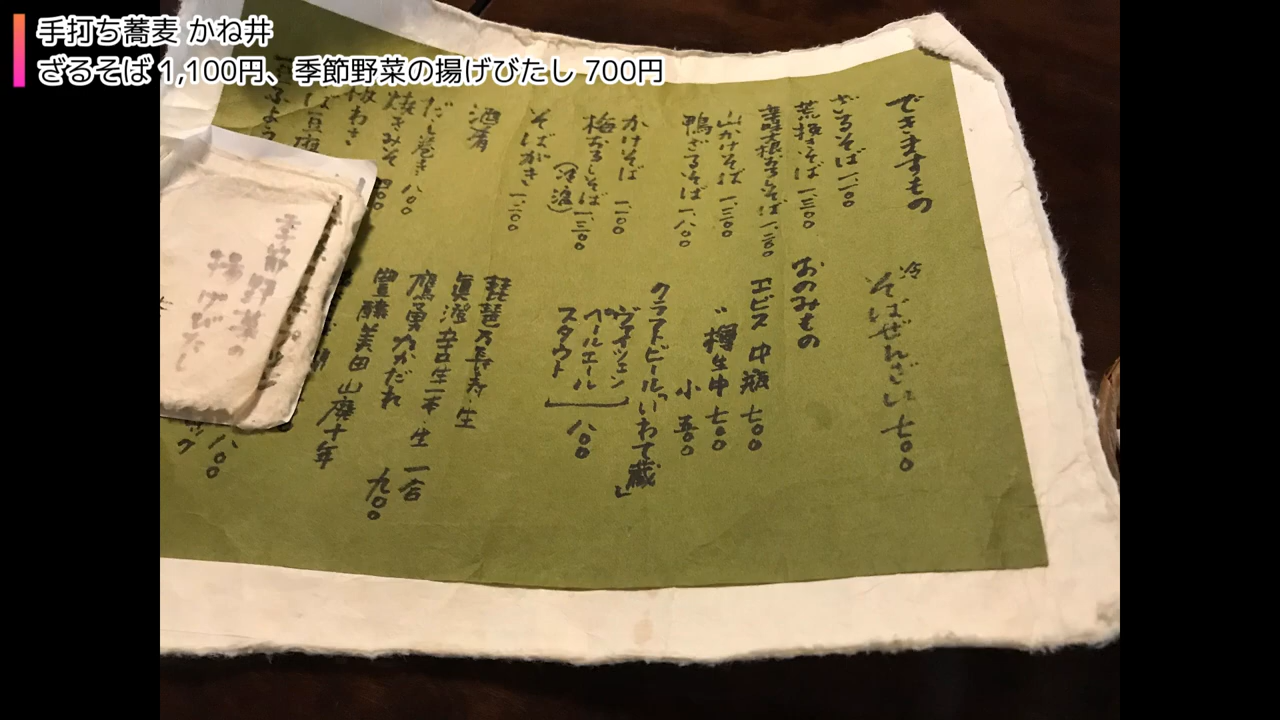 手打ち蕎麦 かね井
ざるそば 1,100円、季節野菜の揚げびたし 700円
できますもの
ざるそば 一、一〇〇
荒挽きそば 一、三〇〇
辛味大根おろしそば 一、三〇〇
山かけそば 一、三〇〇
鴨ざるそば 一、八〇〇
かけそば 一、一〇〇
梅おろしそば 一、三〇〇
そばがき 一、二〇〇
酒肴
だし巻き 八〇〇
焼きみそ
板わさ
冷 そばぜんざい 七〇〇
おのみもの
エビス 中瓶 七〇〇
〃 樽生中 七〇〇
小 五〇〇
クラフトビール「いわて蔵」
ヴァイツェン
ペールエール
スタウト
八〇〇
琵琶乃長寿・生
眞澄 辛口生一本・生
鷹勇 なかだれ 一合
豊醸美田 山廃十年 九〇〇
八〇〇
季節野菜の
揚げびたし